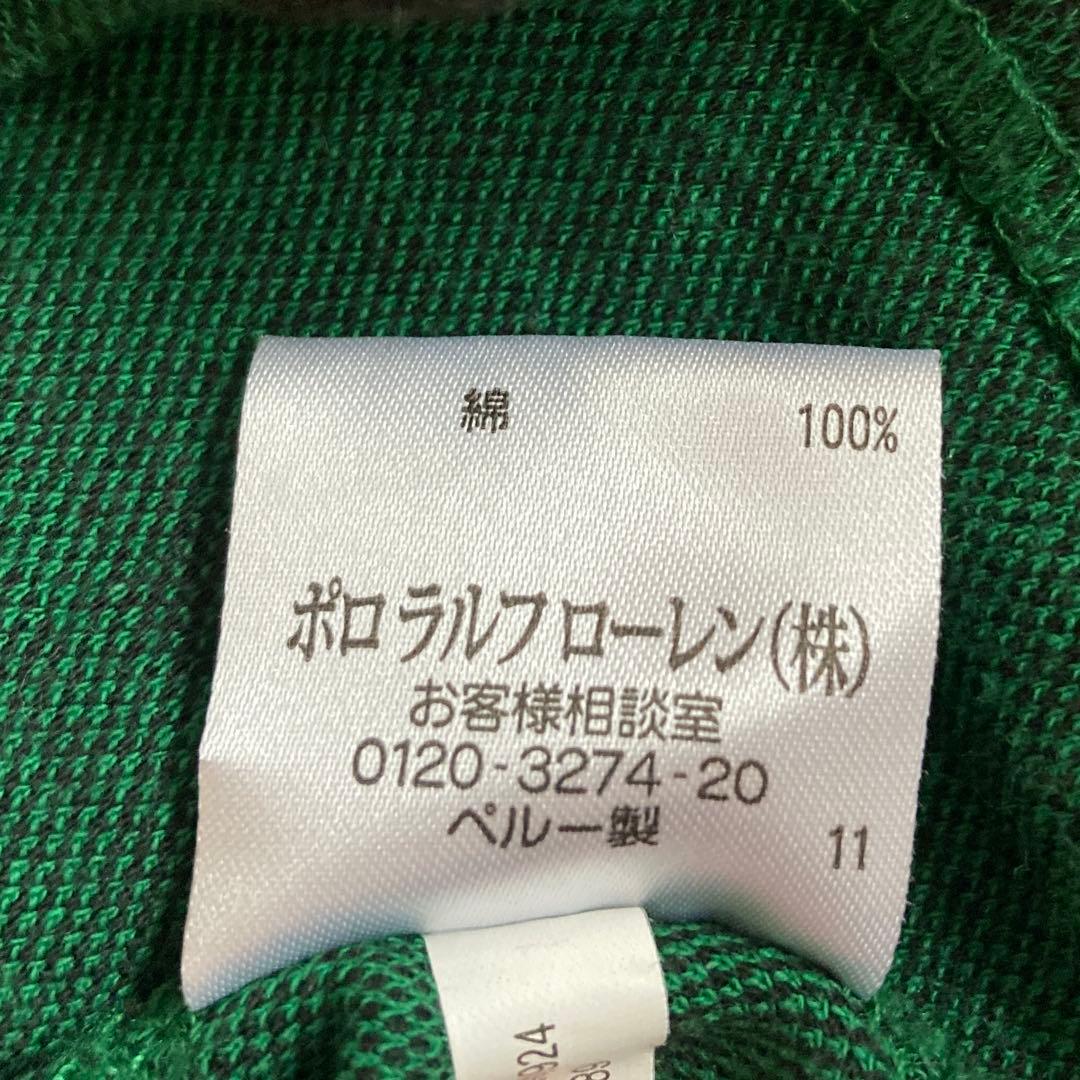 綿 100%
ポロ ラルフ ローレン(株)
お客様相談室
0120-3274-20
ペルー製 11
924